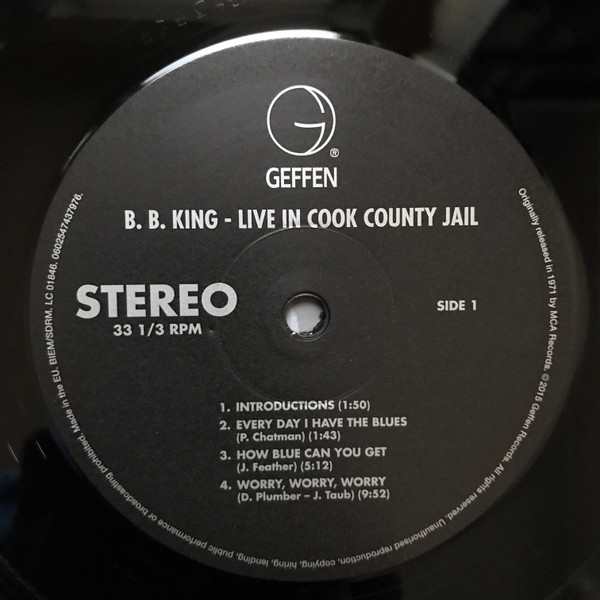 GEFFEN
®
B. B. KING - LIVE IN COOK COUNTY JAIL
STEREO
33 1/3 RPM
SIDE 1
1. INTRODUCTIONS (1:50)
2. EVERY DAY I HAVE THE BLUES
(P. Chatman) (1:43)
3. HOW BLUE CAN YOU GET
(J. Feather) (5:12)
4. WORRY, WORRY, WORRY
(D. Plumber – J. Taub) (9:52)
Originally released in 1971 by MCA Records. ©2015 Geffen Records. All rights reserved. Unauthorised reproduction, copying, hiring, lending, public performance or broadcasting prohibited. Made in the EU. BIEM/SDRM. LC 01846. 0602547437976.